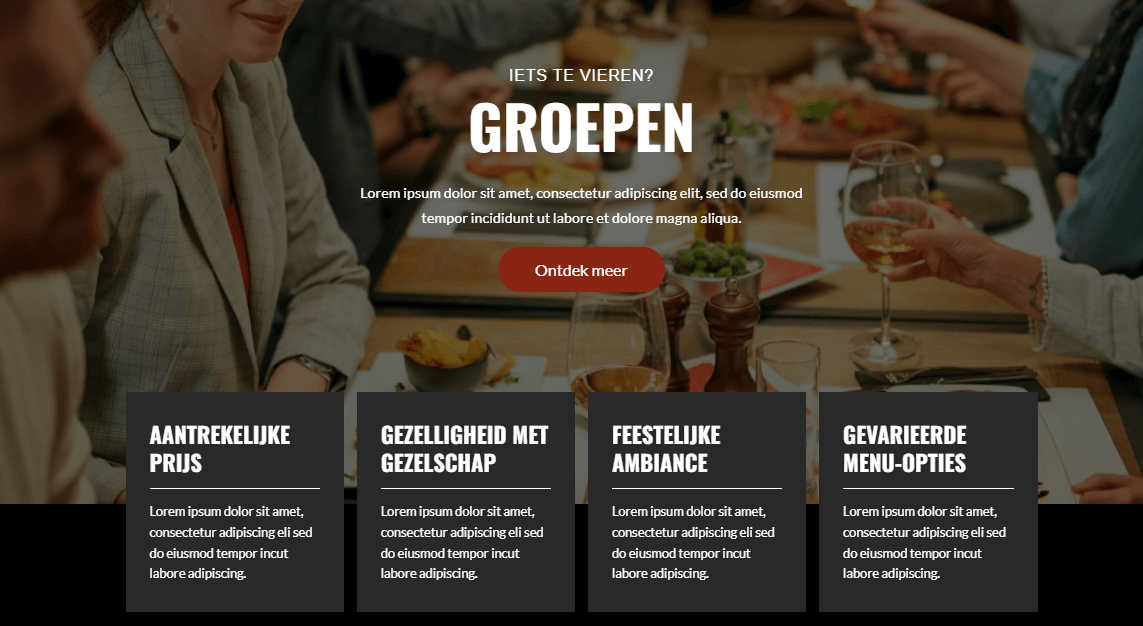 IETS TE VIEREN?
GROEPEN
Lorem ipsum dolor sit amet, consectetur adipiscing elit, sed do eiusmod
tempor incididunt ut labore et dolore magna aliqua.
Ontdek meer
AANTREKELIJKE
PRIJS
Lorem ipsum dolor sit amet,
consectetur adipiscing eli sed
do eiusmod tempor incut
labore adipiscing.
GEZELLIGHEID MET
GEZELSCHAP
Lorem ipsum dolor sit amet,
consectetur adipiscing eli sed
do eiusmod tempor incut
labore adipiscing.
FEESTELIJKE
AMBIANCE
Lorem ipsum dolor sit amet,
consectetur adipiscing eli sed
do eiusmod tempor incut
labore adipiscing.
GEVARIEERDE
MENU-OPTIES
Lorem ipsum dolor sit amet,
consectetur adipiscing eli sed
do eiusmod tempor incut
labore adipiscing.